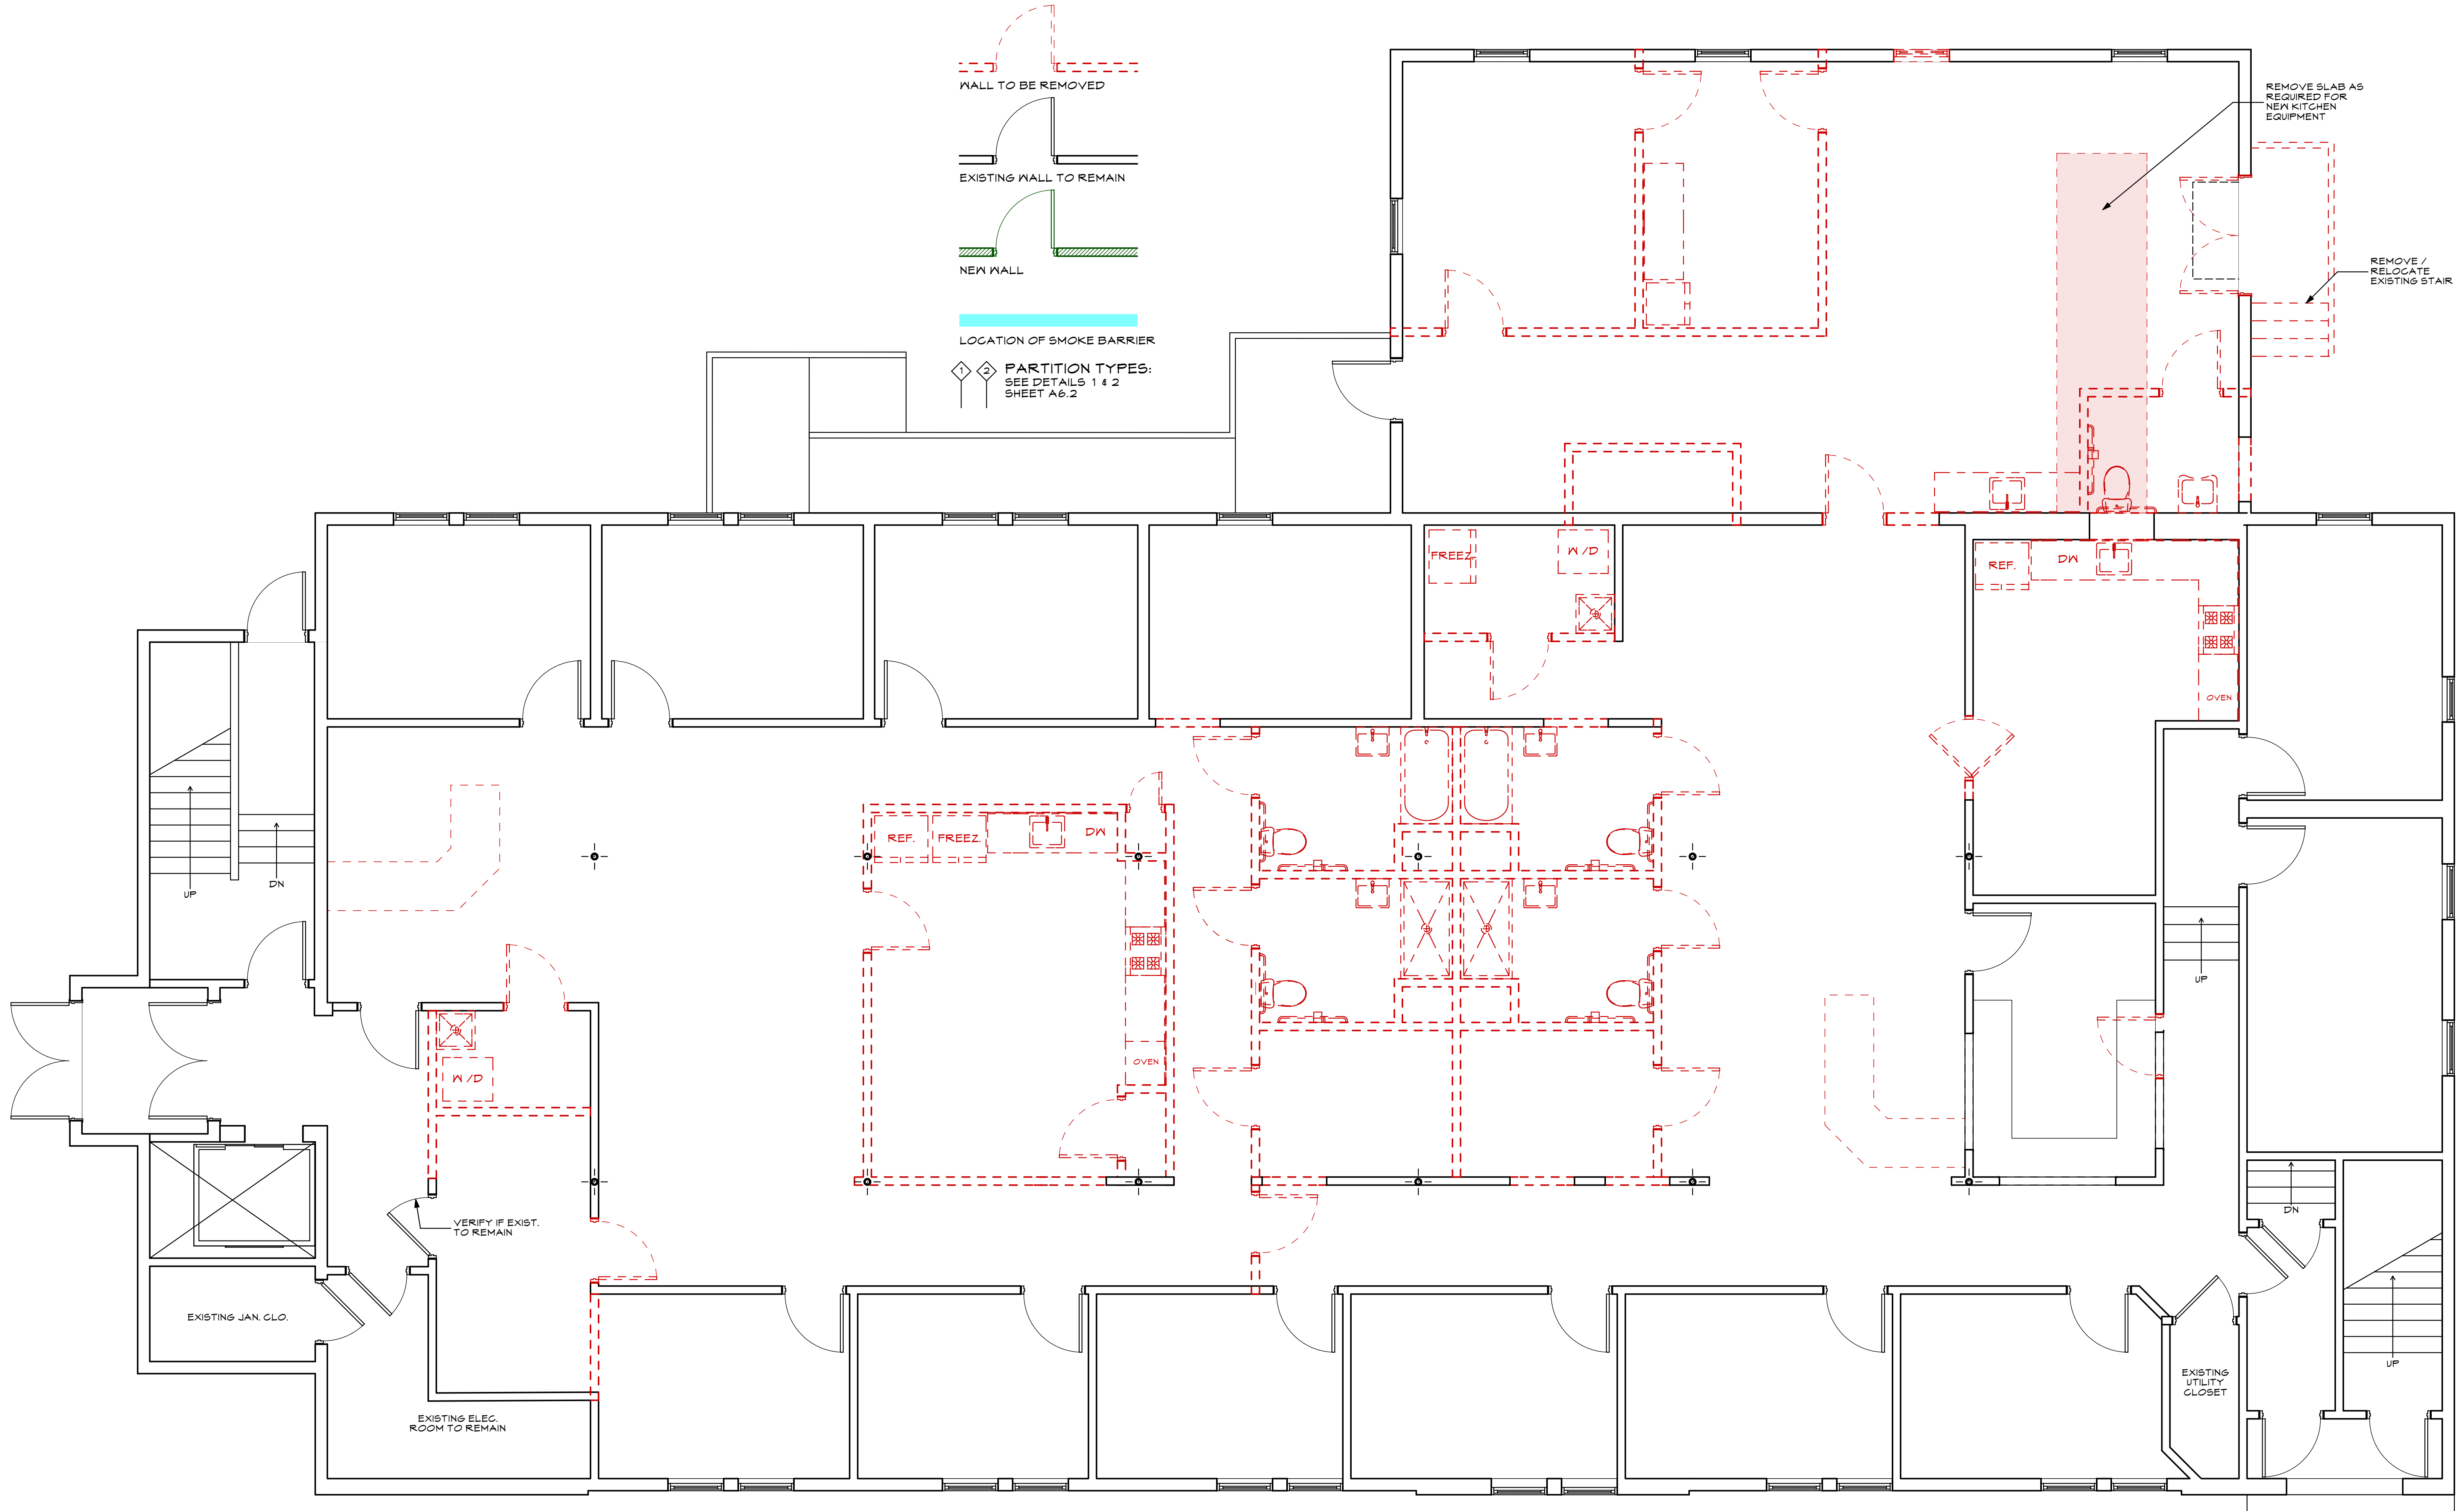 WALL TO BE REMOVED
EXISTING WALL TO REMAIN
NEW WALL
LOCATION OF SMOKE BARRIER
1 2 PARTITION TYPES:
SEE DETAILS 1 & 2
SHEET A6.2
REMOVE SLAB AS
REQUIRED FOR
NEW KITCHEN
EQUIPMENT
REMOVE /
RELOCATE
EXISTING STAIR
FREEZ.
W/D
REF.
DW
OVEN
REF.
FREEZ.
DW
UP
DN
OVEN
UP
W/D
VERIFY IF EXIST.
TO REMAIN
DN
EXISTING JAN. CLO.
UP
EXISTING
UTILITY
CLOSET
EXISTING ELEC.
ROOM TO REMAIN